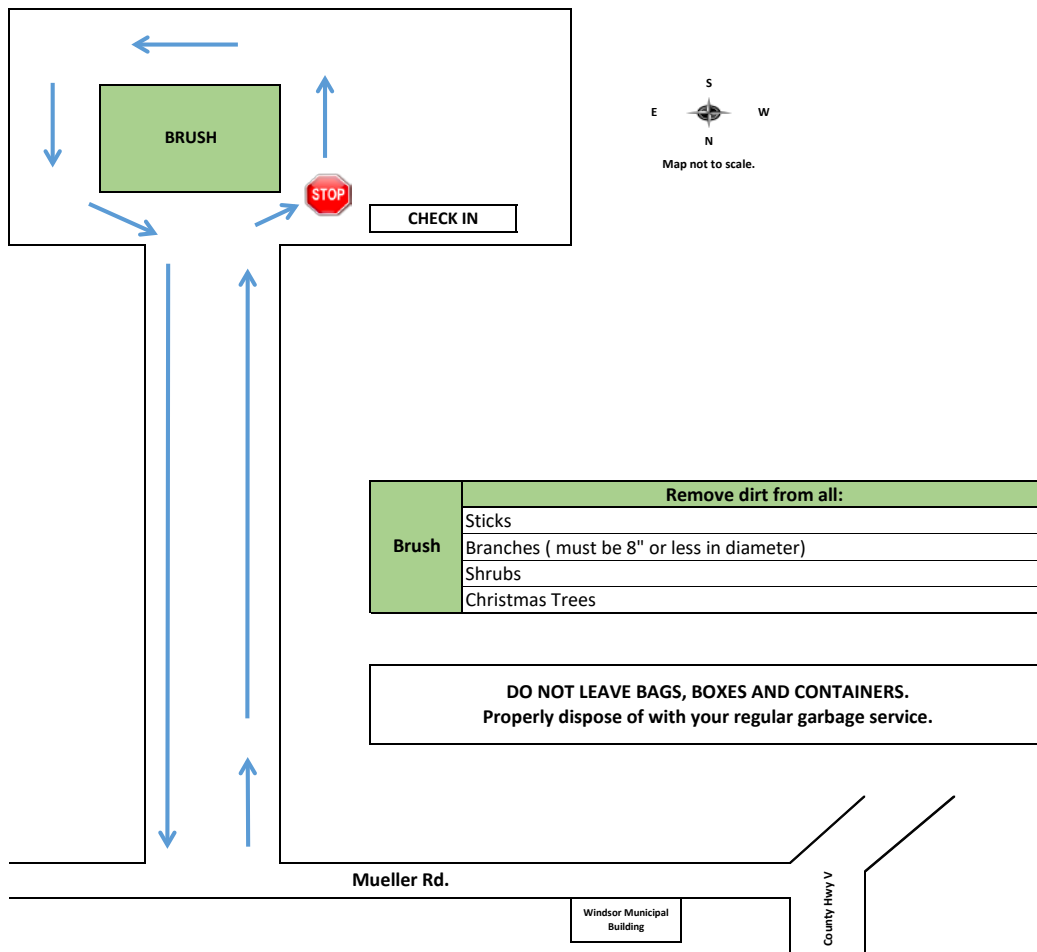 BRUSH
STOP
CHECK IN
S
E W
N
Map not to scale.
Brush
Remove dirt from all:
Sticks
Branches ( must be 8" or less in diameter)
Shrubs
Christmas Trees
DO NOT LEAVE BAGS, BOXES AND CONTAINERS.
Properly dispose of with your regular garbage service.
Mueller Rd.
Windsor Municipal
Building
County Hwy V